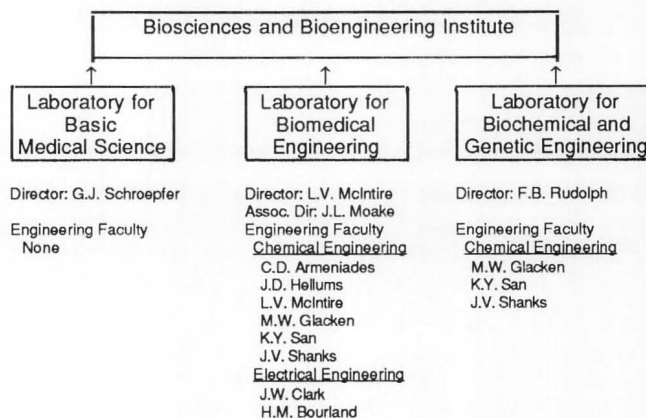 Biosciences and Bioengineering Institute
Laboratory for
Basic
Medical Science
Director: G.J. Schroepfer
Engineering Faculty
None
Laboratory for
Biomedical
Engineering
Director: L.V. McIntire
Assoc. Dir: J.L. Moake
Engineering Faculty
Chemical Engineering
C.D. Armeniades
J.D. Hellums
L.V. McIntire
M.W. Glacken
K.Y. San
J.V. Shanks
Electrical Engineering
J.W. Clark
H.M. Bourland
Laboratory for
Biochemical and
Genetic Engineering
Director: F.B. Rudolph
Engineering Faculty
Chemical Engineering
M.W. Glacken
K.Y. San
J.V. Shanks